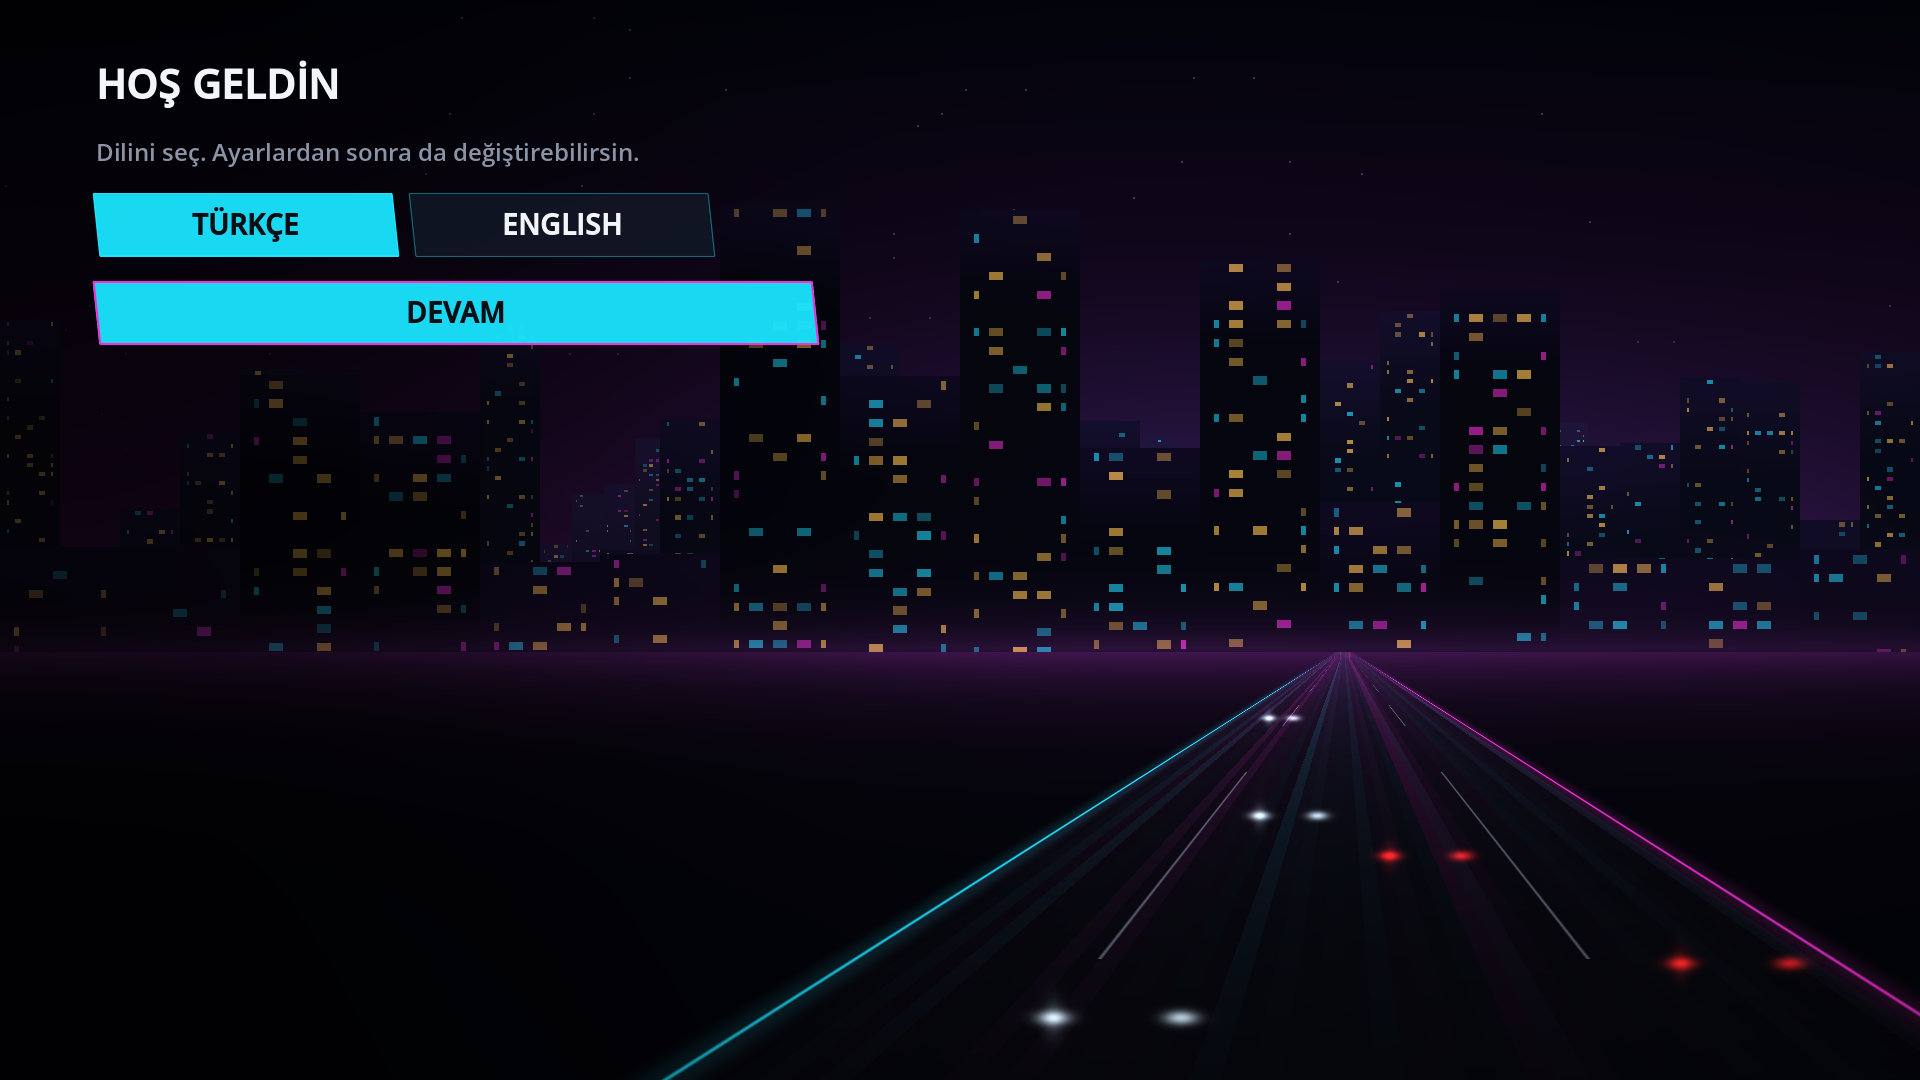 HOŞ GELDİN
Dilini seç. Ayarlardan sonra da değiştirebilirsin.
TÜRKÇE
ENGLISH
DEVAM